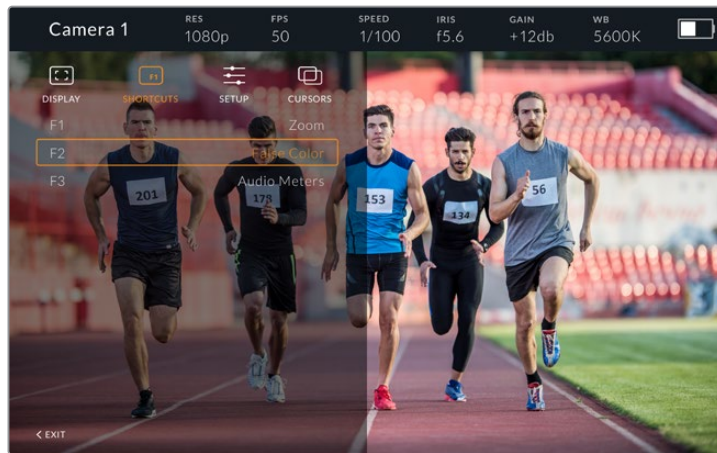 Camera 1
RES FPS SPEED IRIS GAIN WB
1080p 50 1/100 f5.6 +12db 5600K
F1
DISPLAY SHORTCUTS SETUP CURSORS
F1 Zoom
F2 False Color
F3 Audio Meters
201 178 153 134 56
< EXIT